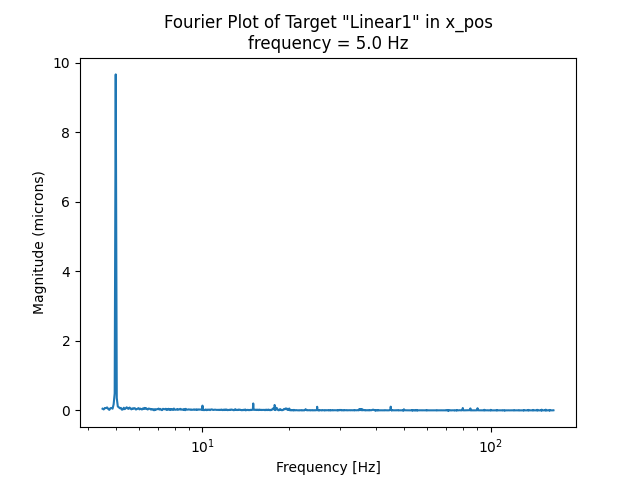 Fourier Plot of Target "Linear1" in x_pos
frequency = 5.0 Hz
10
8
6
4
2
0
Magnitude (microns)
10¹
10²
Frequency [Hz]